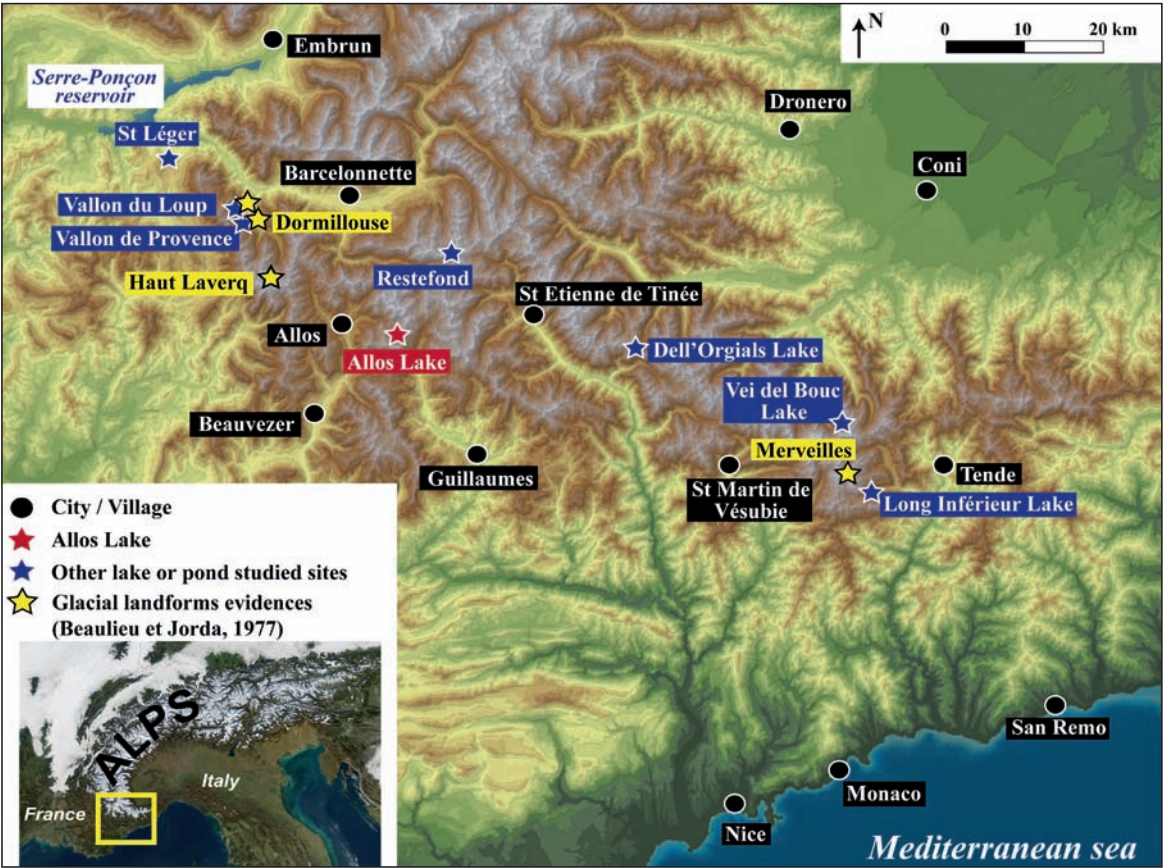 N
0 10 20 km
Embrun
Serre-Ponçon
reservoir
Dronero
St Léger
Barcelonnette
Coni
Vallon du Loup
Dormillouse
Vallon de Provence
Restefond
Haut Laverq
St Etienne de Tinée
Allos
Allos Lake
Dell'Orgials Lake
Vei del Bouc
Lake
Beauvezer
Merveilles
Guillaumes
St Martin de
Vésubie
Tende
Long Inférieur Lake
City / Village
Allos Lake
Other lake or pond studied sites
Glacial landforms evidences
(Beaulieu et Jorda, 1977)
ALPS
Italy
France
San Remo
Monaco
Nice
Mediterranean sea